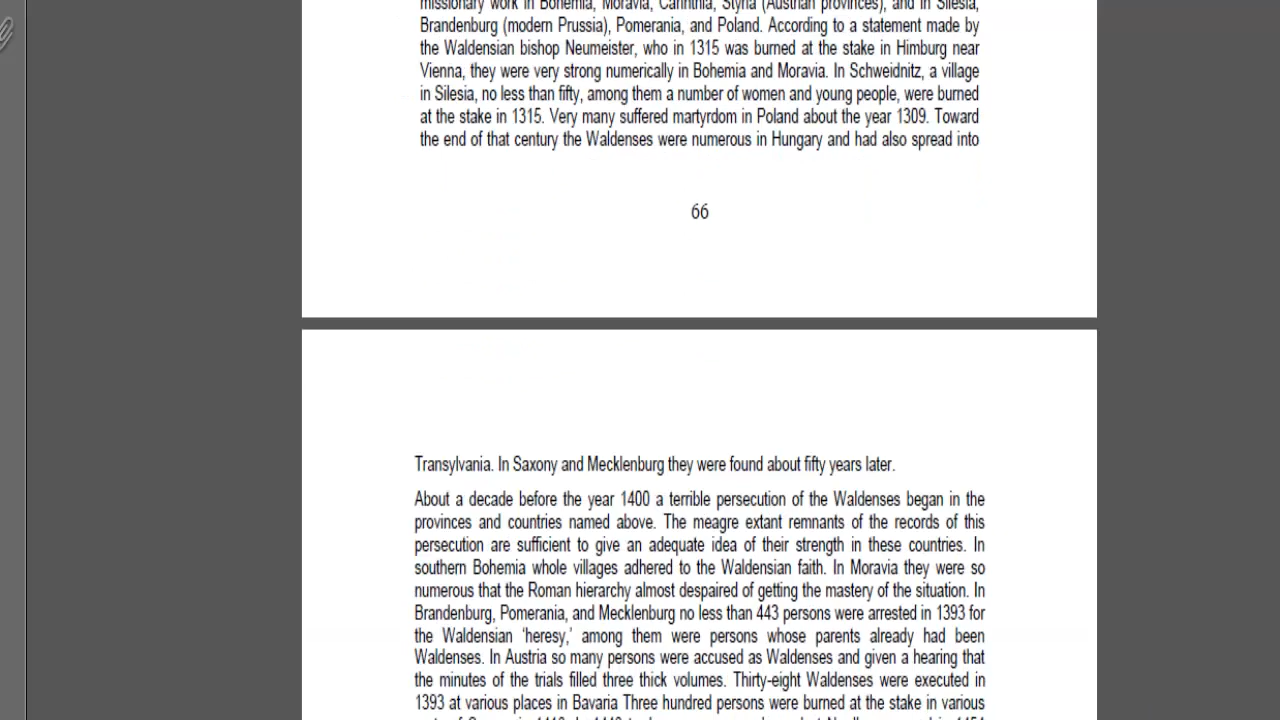 missionary work in Bohemia, Moravia, Carinthia, Styria (Austrian provinces), and in Silesia,
Brandenburg (modern Prussia), Pomerania, and Poland. According to a statement made by
the Waldensian bishop Neumeister, who in 1315 was burned at the stake in Himburg near
Vienna, they were very strong numerically in Bohemia and Moravia. In Schweidnitz, a village
in Silesia, no less than fifty, among them a number of women and young people, were burned
at the stake in 1315. Very many suffered martyrdom in Poland about the year 1309. Toward
the end of that century the Waldenses were numerous in Hungary and had also spread into
66
Transylvania. In Saxony and Mecklenburg they were found about fifty years later.
About a decade before the year 1400 a terrible persecution of the Waldenses began in the
provinces and countries named above. The meagre extant remnants of the records of this
persecution are sufficient to give an adequate idea of their strength in these countries. In
southern Bohemia whole villages adhered to the Waldensian faith. In Moravia they were so
numerous that the Roman hierarchy almost despaired of getting the mastery of the situation. In
Brandenburg, Pomerania, and Mecklenburg no less than 443 persons were arrested in 1393 for
the Waldensian ‘heresy,’ among them were persons whose parents already had been
Waldenses. In Austria so many persons were accused as Waldenses and given a hearing that
the minutes of the trials filled three thick volumes. Thirty-eight Waldenses were executed in
1393 at various places in Bavaria Three hundred persons were burned at the stake in various